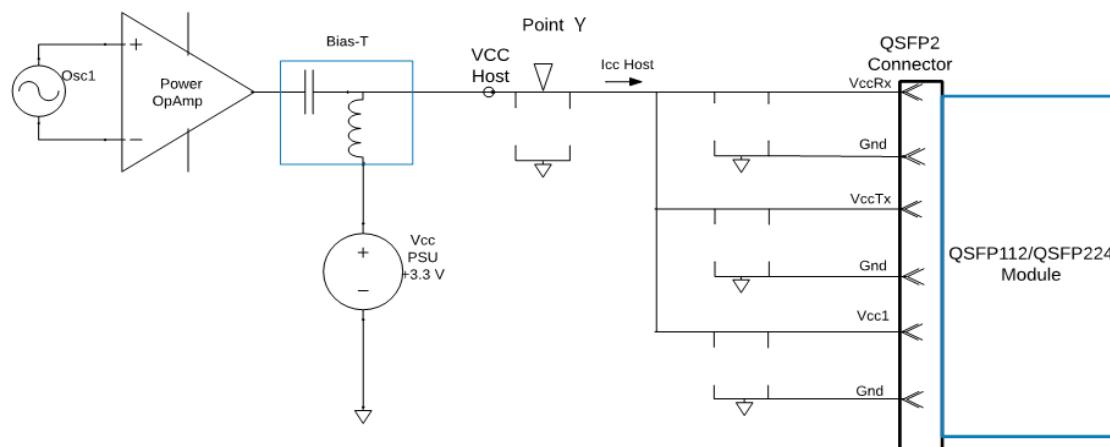 Point Y
QSFP2
Connector
Bias-T
VCC
Host
Icc Host
VccRx
Osc1
+
Power
OpAmp
−
Gnd
VccTx
Vcc
PSU
+3.3 V
+
−
Gnd
QSFP112/QSFP224
Module
Vcc1
Gnd